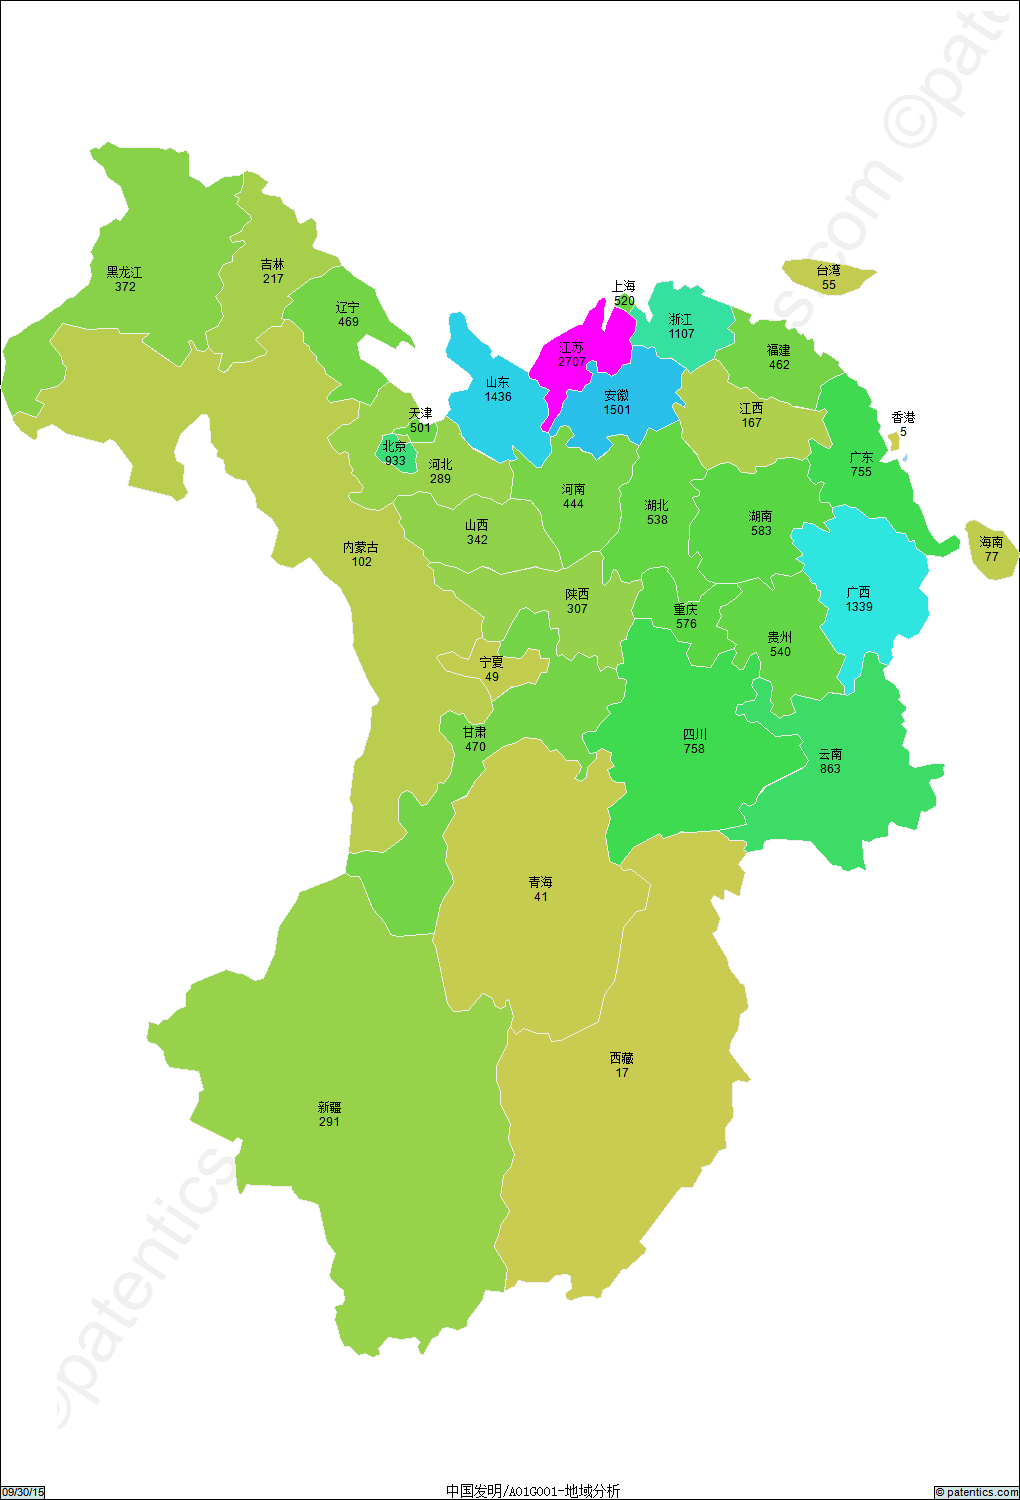 ©patentics.com ©paten
台湾
55
黑龙江
372
吉林
217
上海
520
辽宁
469
浙江
1107
江苏
2707
福建
462
山东
1436
安徽
1501
江西
167
天津
501
香港
5
北京
933
河北
289
广东
755
河南
444
湖北
538
湖南
583
山西
342
内蒙古
102
海南
77
陕西
307
重庆
576
广西
1339
贵州
540
宁夏
49
甘肃
470
四川
758
云南
863
青海
41
西藏
17
新疆
291
09/30/15
中国发明/A01G001-地域分析
© patentics.com